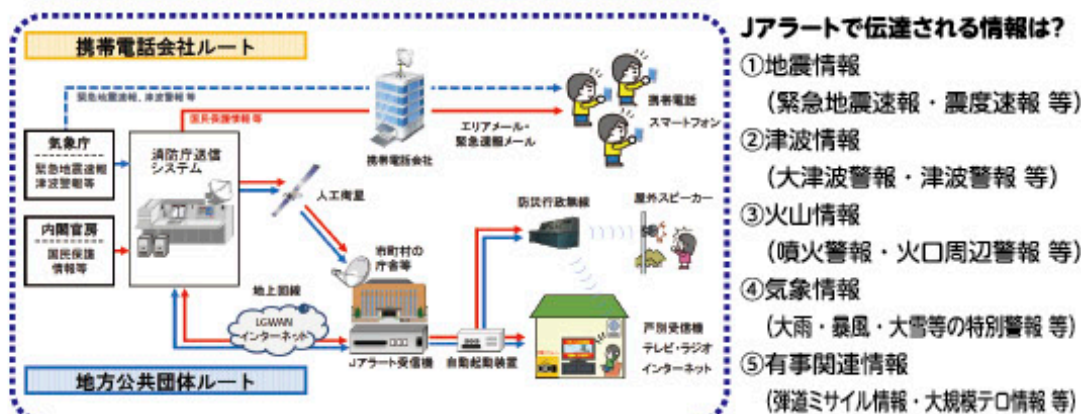 携帯電話会社ルート
緊急地震速報、津波警報 等
国民保護情報 等
気象庁
緊急地震速報
津波警報等
消防庁送信
システム
携帯電話会社
エリアメール・
緊急速報メール
携帯電話
スマートフォン
人工衛星
内閣官房
国民保護
情報等
防災行政無線
屋外スピーカー
市町村の
庁舎等
地上回線
LGWAN
インターネット
Jアラート受信機
自動起動装置
戸別受信機
テレビ・ラジオ
インターネット
地方公共団体ルート
Jアラートで伝達される情報は?
①地震情報
（緊急地震速報・震度速報 等）
②津波情報
（大津波警報・津波警報 等）
③火山情報
（噴火警報・火口周辺警報 等）
④気象情報
（大雨・暴風・大雪等の特別警報 等）
⑤有事関連情報
（弾道ミサイル情報・大規模テロ情報 等）